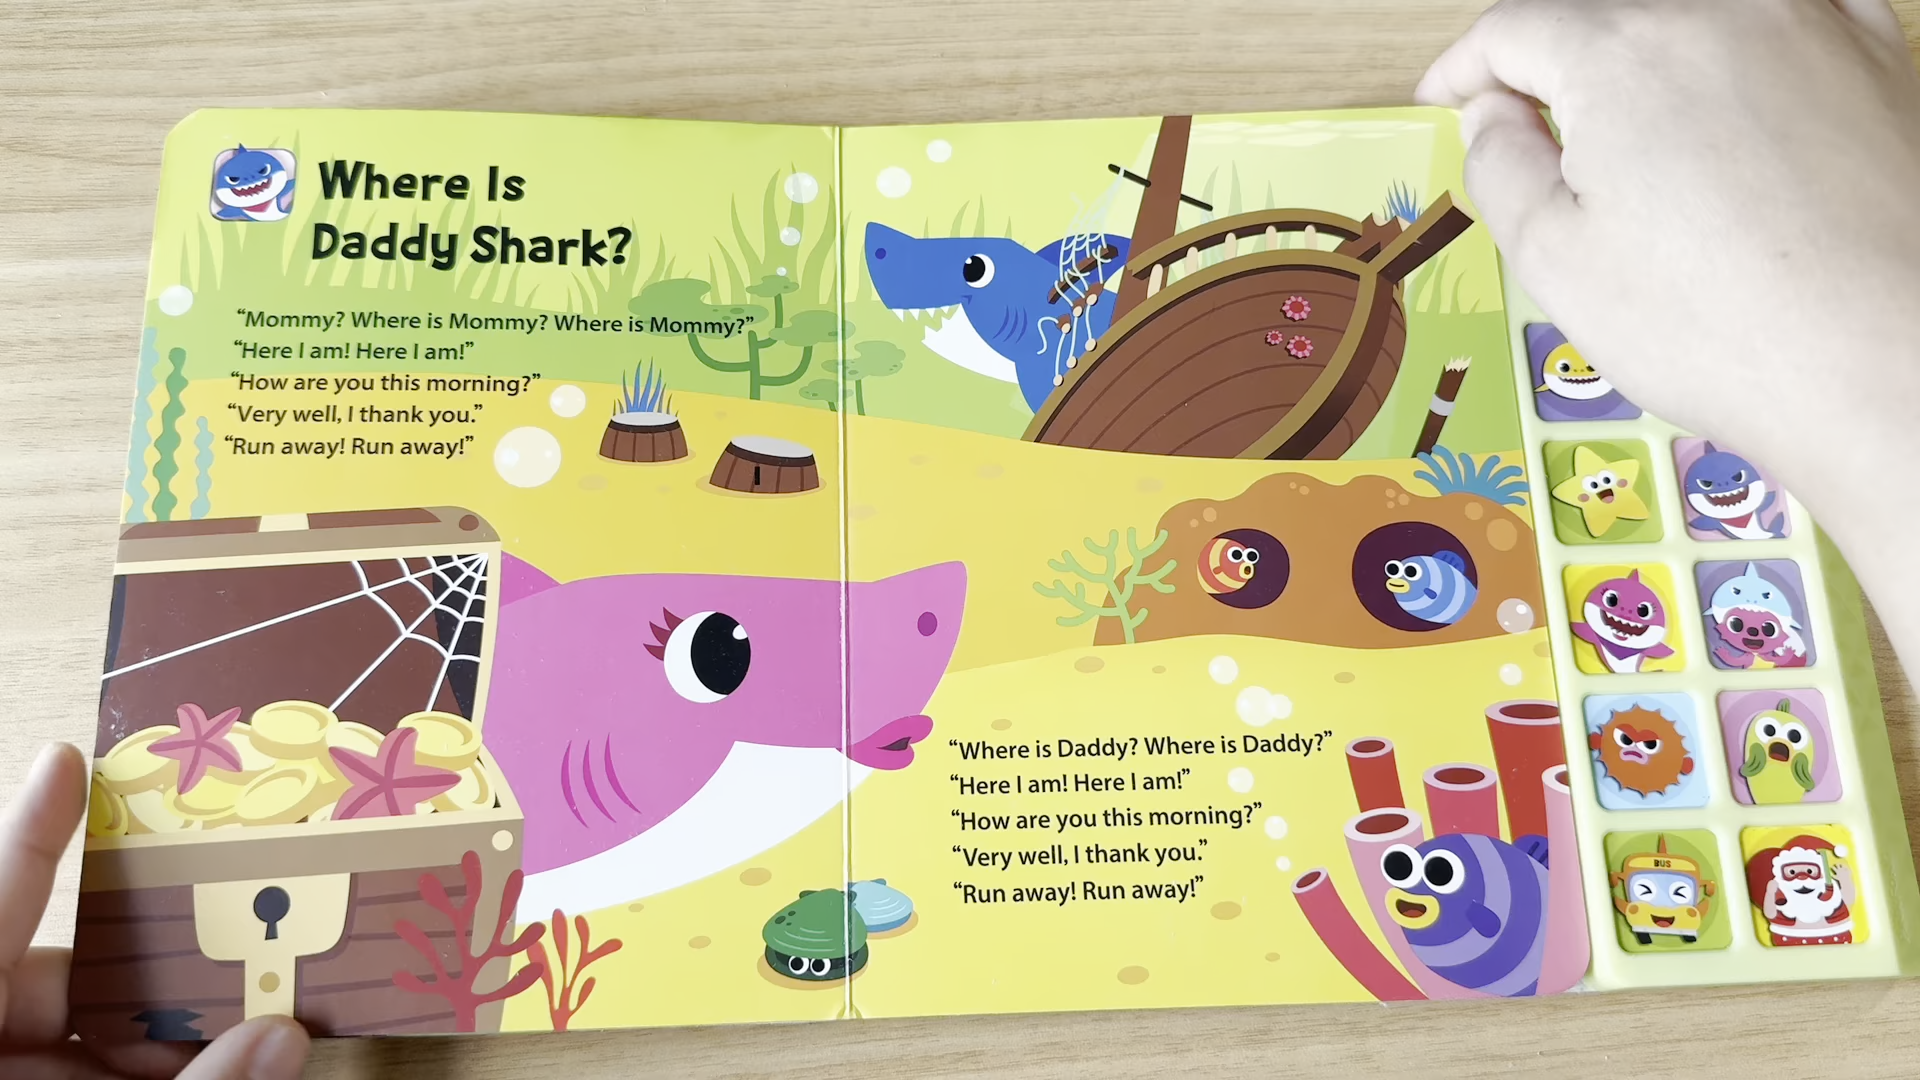 Where Is
Daddy Shark?
“Mommy? Where is Mommy? Where is Mommy?”
“Here I am! Here I am!”
“How are you this morning?”
“Very well, I thank you.”
“Run away! Run away!”
“Where is Daddy? Where is Daddy?”
“Here I am! Here I am!”
“How are you this morning?”
“Very well, I thank you.”
“Run away! Run away!”
BUS